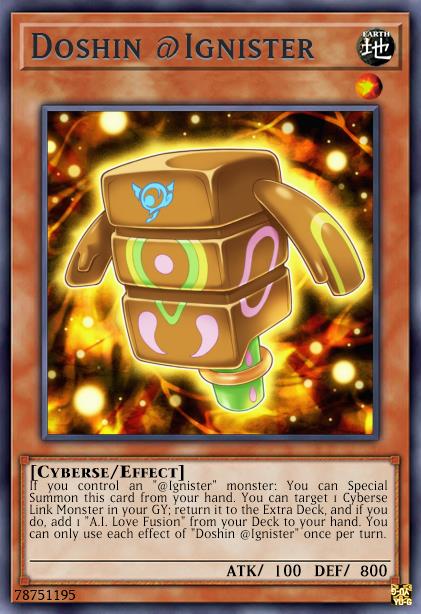 Doshin @Ignister
EARTH
地
[Cyberse/Effect]
If you control an "@Ignister" monster: You can Special
Summon this card from your hand. You can target 1 Cyberse
Link Monster in your GY; return it to the Extra Deck, and if you
do, add 1 "A.I. Love Fusion" from your Deck to your hand. You
can only use each effect of "Doshin @Ignister" once per turn.
ATK/ 100 DEF/ 800
78751195